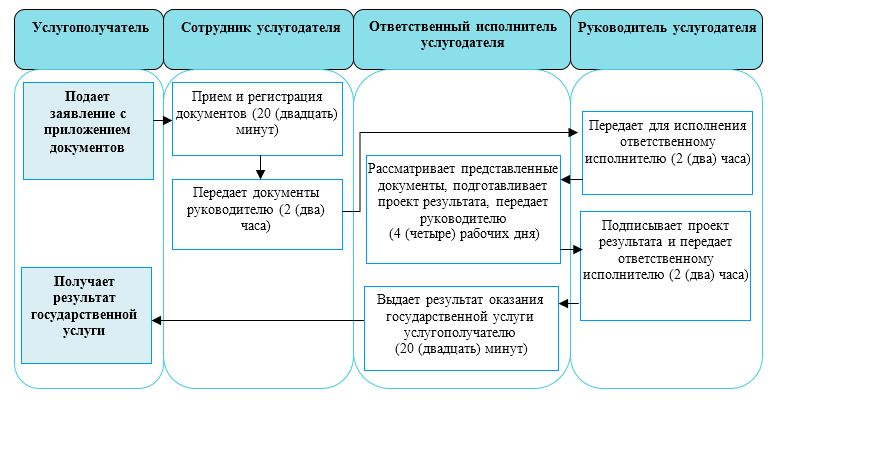 Услугополучатель
Сотрудник услугодателя
Ответственный исполнитель
услугодателя
Руководитель услугодателя
Подает
заявление с
приложением
документов
Прием и регистрация
документов (20 (двадцать)
минут)
Передает документы
руководителю (2 (два)
часа)
Передает для исполнения
ответственному
исполнителю (2 (два) часа)
Рассматривает представленные
документы, подготавливает
проект результата, передает
руководителю
(4 (четыре) рабочих дня)
Подписывает проект
результата и передает
ответственному
исполнителю (2 (два) часа)
Выдает результат оказания
государственной услуги
услугополучателю
(20 (двадцать) минут)
Получает
результат
государственной
услуги